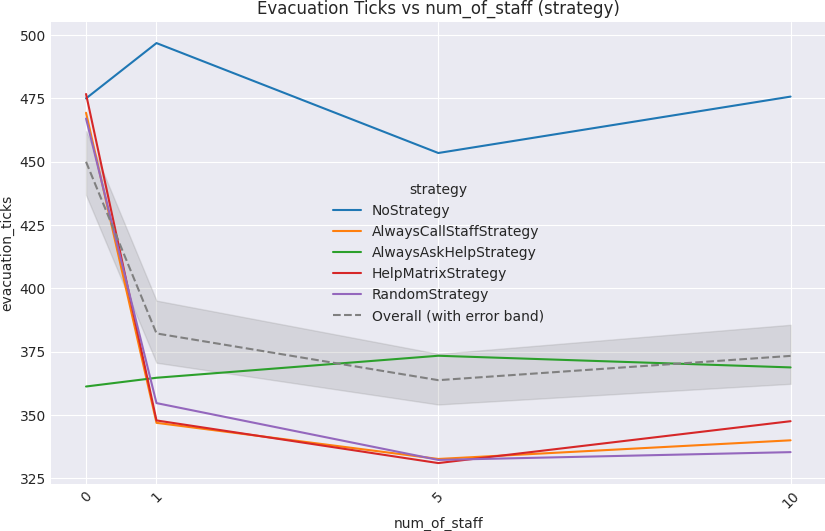 Evacuation Ticks vs num_of_staff (strategy)
500
475
450
425
400
375
350
325
evacuation_ticks
strategy
NoStrategy
AlwaysCallStaffStrategy
AlwaysAskHelpStrategy
HelpMatrixStrategy
RandomStrategy
Overall (with error band)
0
1
5
10
num_of_staff